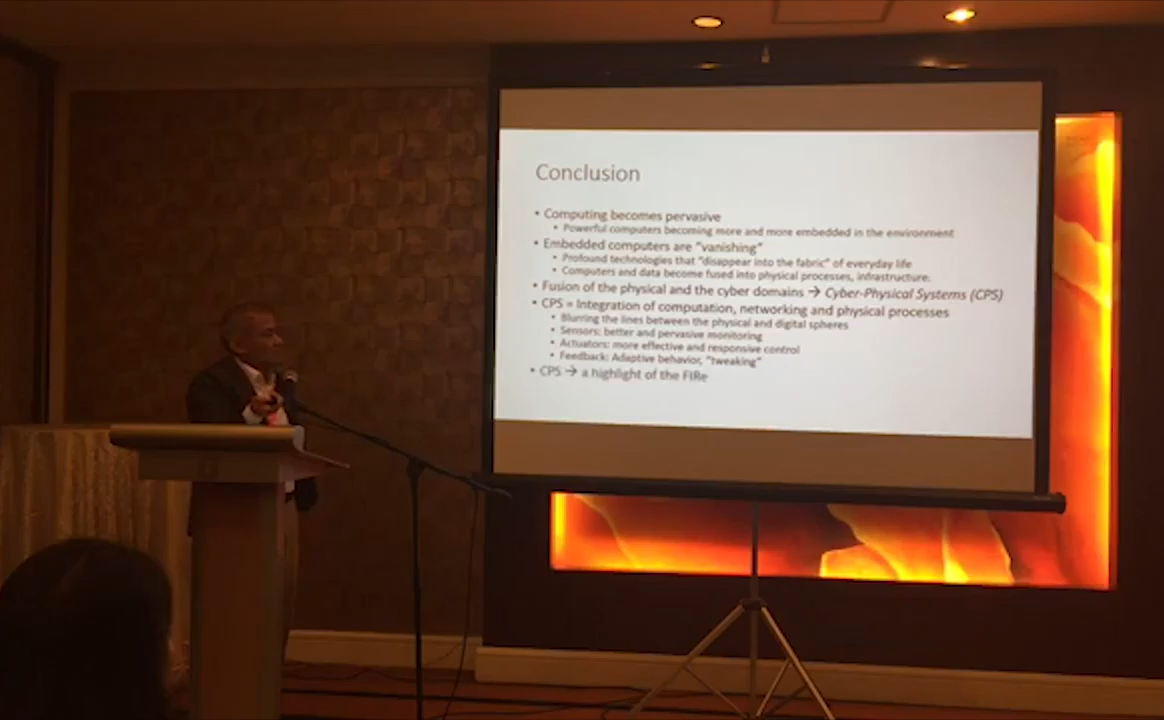 Conclusion
• Computing becomes pervasive
• Powerful computers becoming more and more embedded in the environment
• Embedded computers are "vanishing"
• Profound technologies that "disappear into the fabric" of everyday life
• Computers and data become fused into physical processes, infrastructure.
• Fusion of the physical and the cyber domains → Cyber-Physical Systems (CPS)
• CPS = Integration of computation, networking and physical processes
• Blurring the lines between the physical and digital spheres
• Sensors: better and pervasive monitoring
• Actuators: more effective and responsive control
• Feedback: Adaptive behavior, "tweaking"
• CPS → a highlight of the FIRe